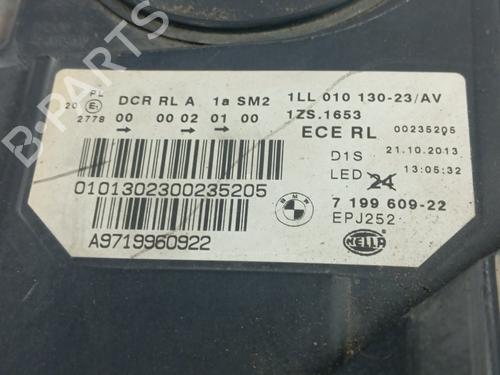 B-PARTS
PL
20 E
2778
DCR RL A 1a SM2
00 00 02 01 00
1LL 010 130-23/AV
1ZS.1653
ECE RL 00235205
D1S 21.10.2013
LED 24 13:05:32
0101302300235205
BMW
7 199 609-22
EPJ252
A9719960922
HELLA